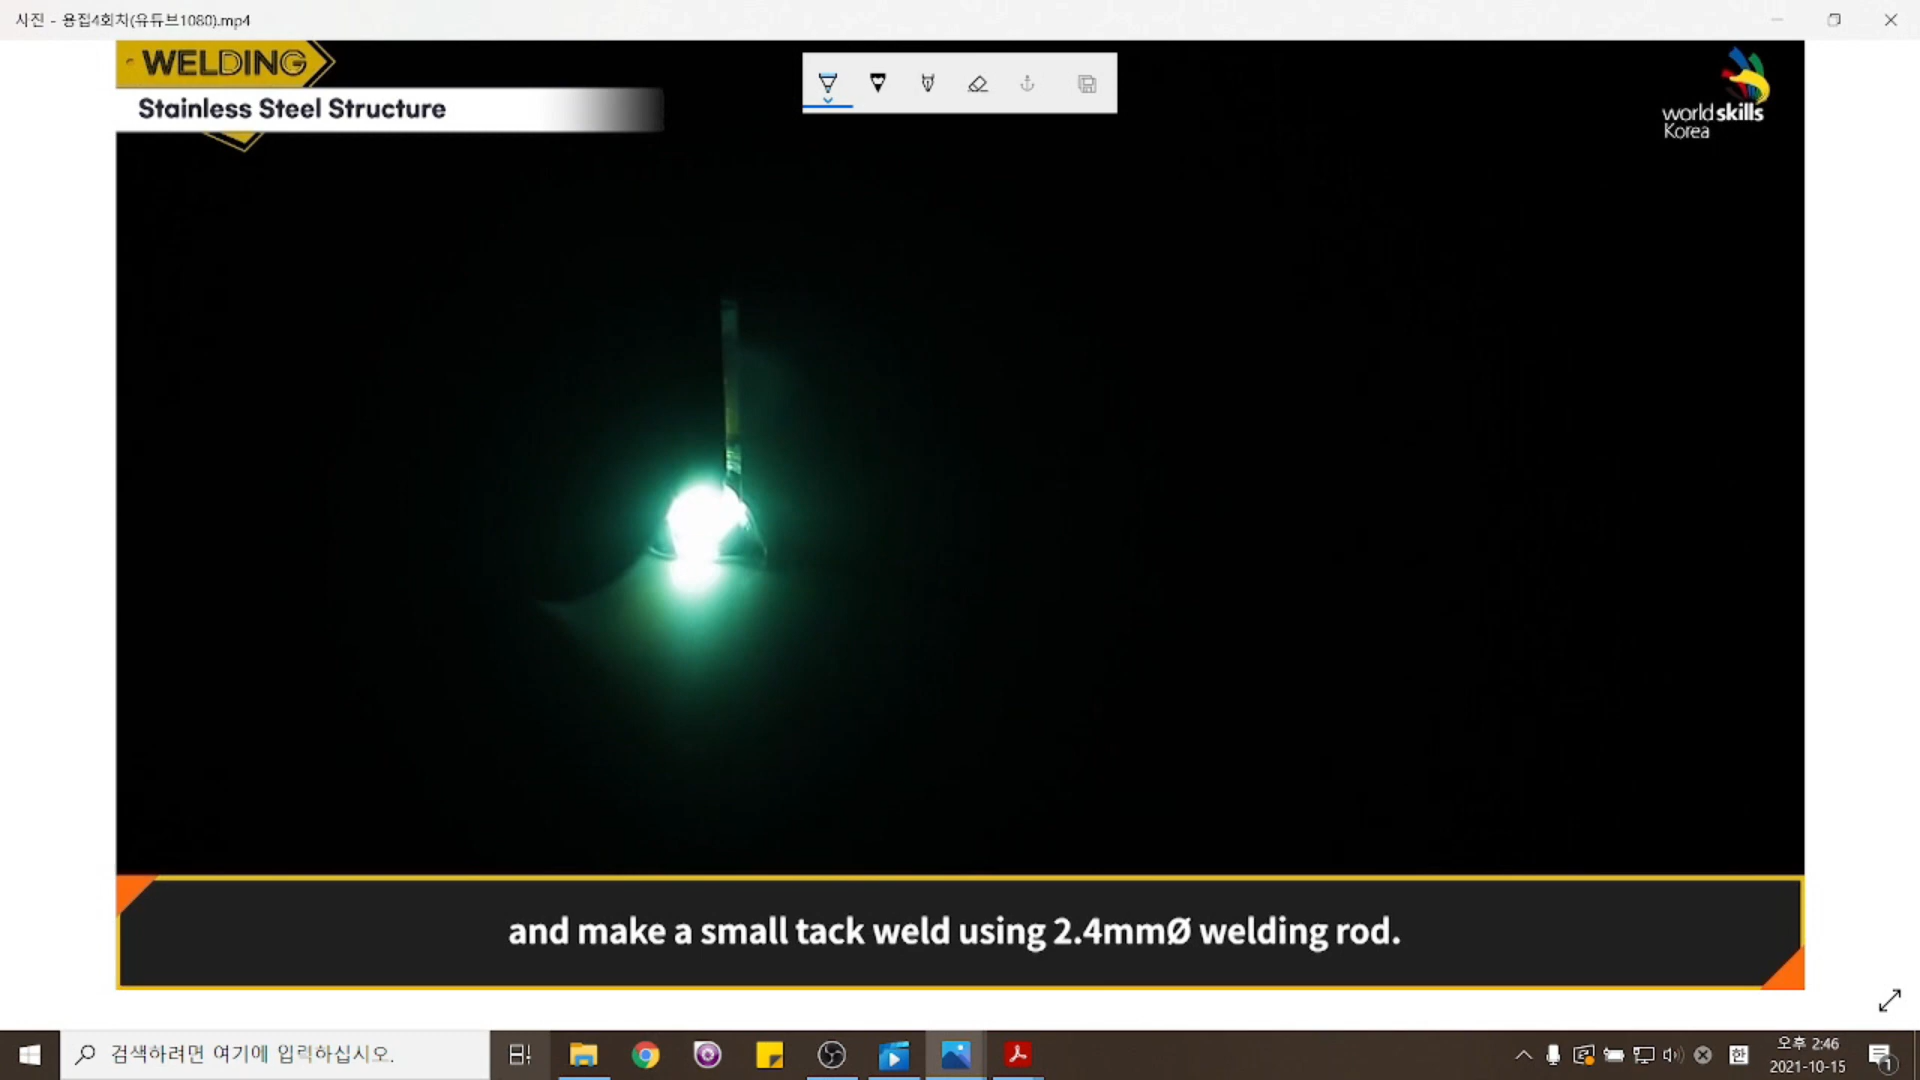 사진 - 용접4회차(유튜브1080).mp4
WELDING
Stainless Steel Structure
world skills
Korea
and make a small tack weld using 2.4mmØ welding rod.
검색하려면 여기에 입력하십시오.
한
오후 2:46
2021-10-15
1